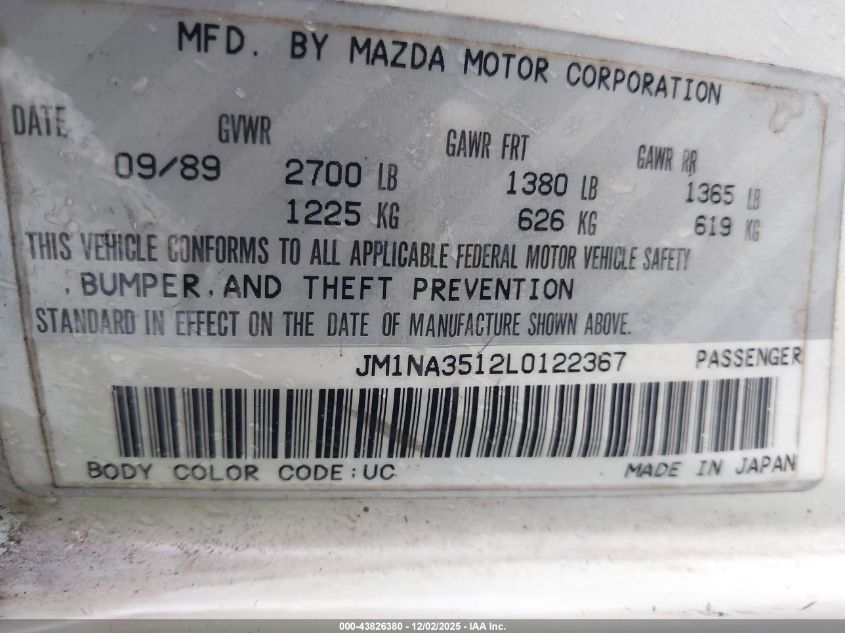 MFD. BY MAZDA MOTOR CORPORATION
DATE GVWR GAWR FRT GAWR RR
09/89 2700 LB 1380 LB 1365 LB
1225 KG 626 KG 619 KG
THIS VEHICLE CONFORMS TO ALL APPLICABLE FEDERAL MOTOR VEHICLE SAFETY
, BUMPER, AND THEFT PREVENTION
STANDARD IN EFFECT ON THE DATE OF MANUFACTURE SHOWN ABOVE.
JM1NA3512L0122367 PASSENGER
BODY COLOR CODE:UC MADE IN JAPAN
000-43826380 - 12/02/2025 - IAA Inc.